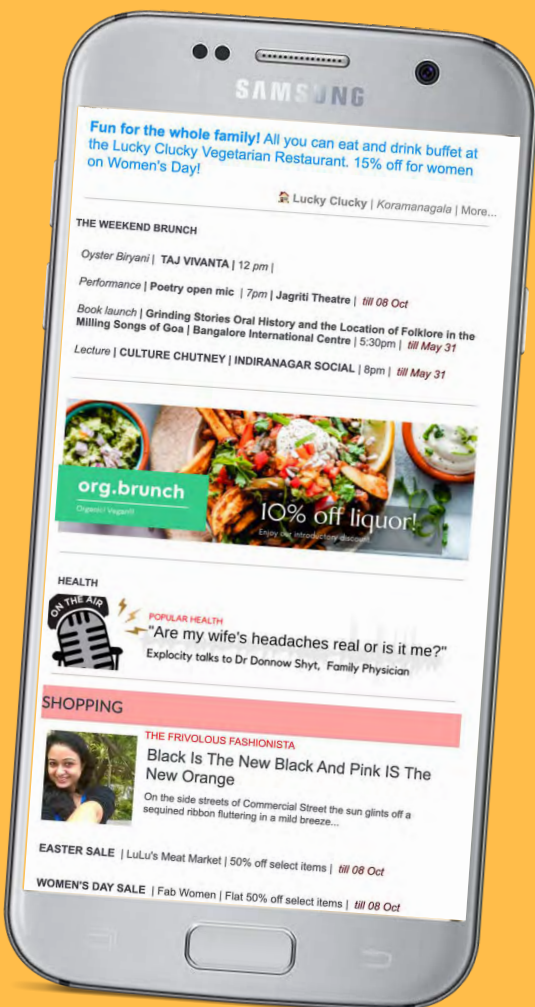 SAMSUNG
Fun for the whole family! All you can eat and drink buffet at
the Lucky Clucky Vegetarian Restaurant. 15% off for women
on Women's Day!
Lucky Clucky | Koramanagala | More...
THE WEEKEND BRUNCH
Oyster Biryani | TAJ VIVANTA | 12 pm |
Performance | Poetry open mic | 7pm | Jagriti Theatre | till 08 Oct
Book launch | Grinding Stories Oral History and the Location of Folklore in the
Milling Songs of Goa | Bangalore International Centre | 5:30pm | till May 31
Lecture | CULTURE CHUTNEY | INDIRANAGAR SOCIAL | 8pm | till May 31
org.brunch
Organic! Vegan!!!
10% off liquor!
Enjoy our introductory discount
HEALTH
ON THE AIR
POPULAR HEALTH
"Are my wife's headaches real or is it me?"
Explocity talks to Dr Donnow Shyt, Family Physician
SHOPPING
THE FRIVOLOUS FASHIONISTA
Black Is The New Black And Pink IS The
New Orange
On the side streets of Commercial Street the sun glints off a
sequined ribbon fluttering in a mild breeze...
EASTER SALE | LuLu's Meat Market | 50% off select items | till 08 Oct
WOMEN'S DAY SALE | Fab Women | Flat 50% off select items | till 08 Oct